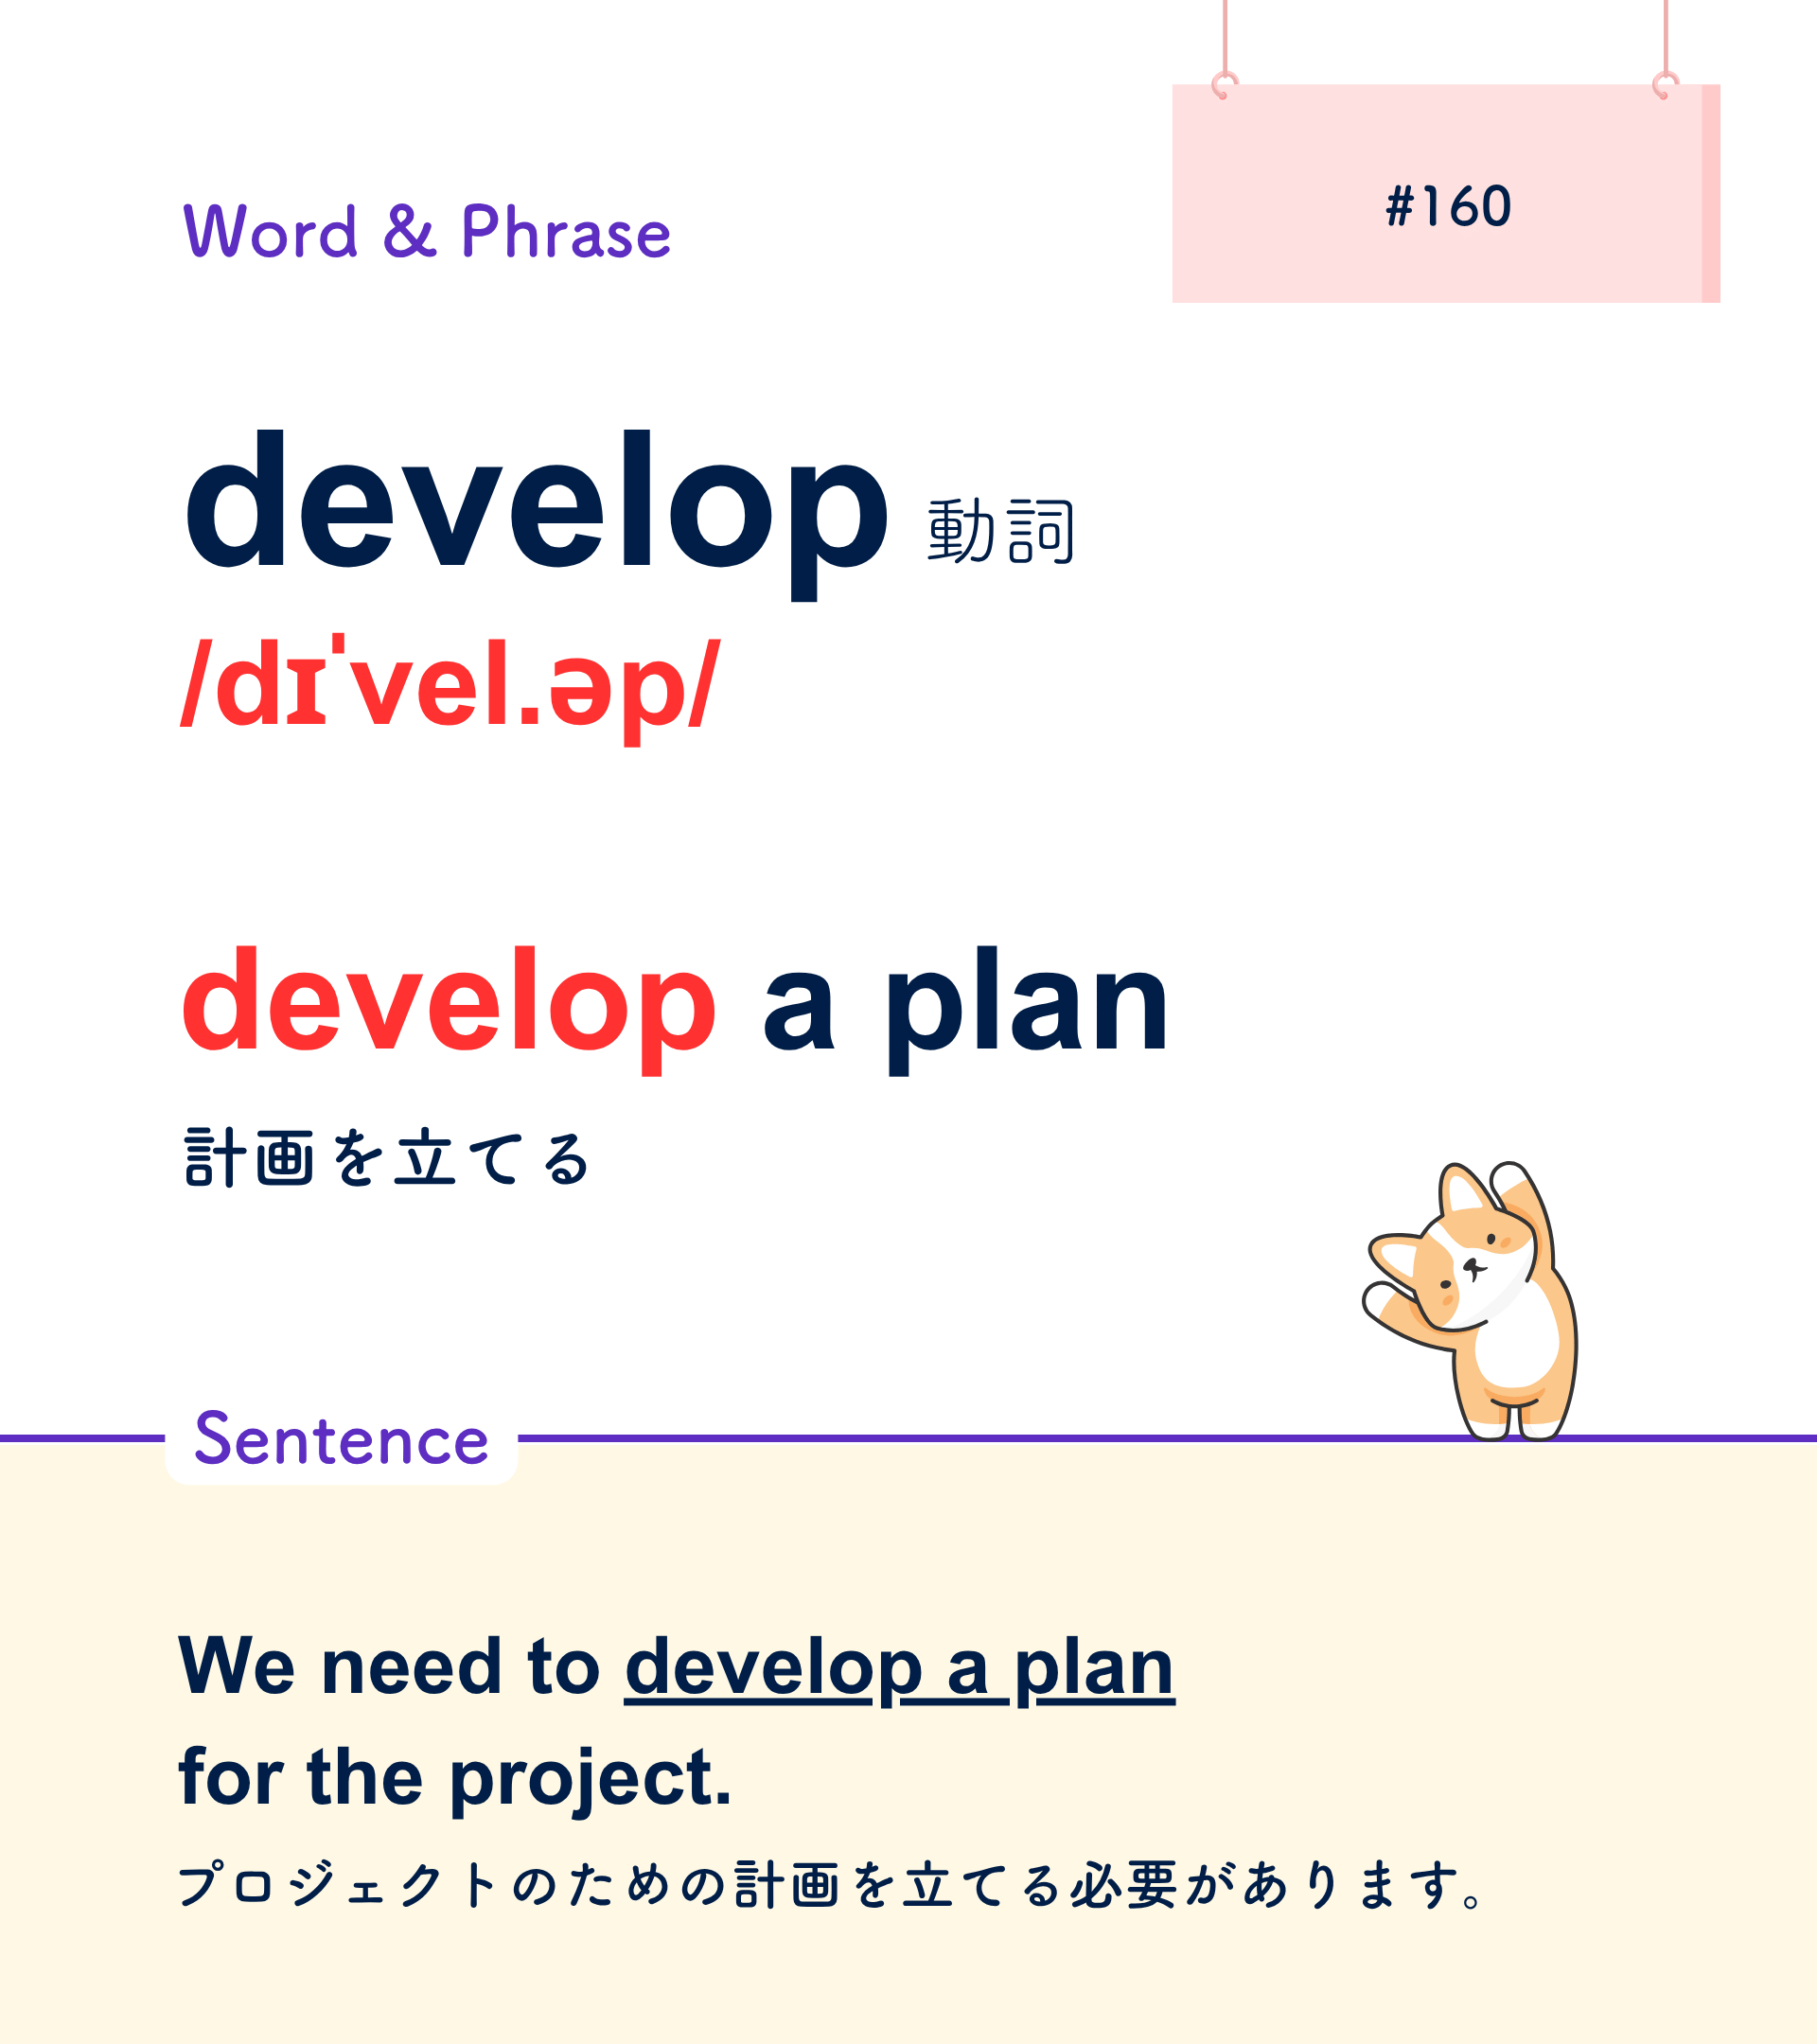 #160
Word & Phrase
develop 動詞
/dɪˈvel.əp/
develop a plan
計画を立てる
Sentence
We need to develop a plan
for the project.
プロジェクトのための計画を立てる必要があります。